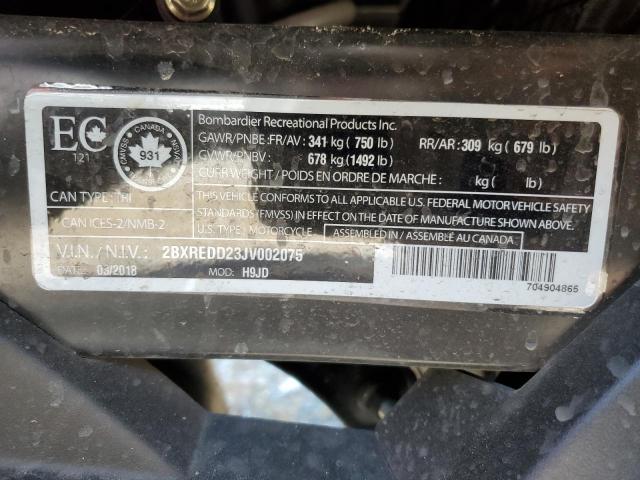 EC
121
CANADA
CMVSS
NSVAC
931
CAN TYPE: TRI
CAN ICES-2/NMB-2
Bombardier Recreational Products Inc.
GAWR/PNBE: FR/AV: 341 kg ( 750 lb) RR/AR: 309 kg ( 679 lb)
GVWR/PNBV: 678 kg (1492 lb)
CURB WEIGHT / POIDS EN ORDRE DE MARCHE : kg ( lb)
THIS VEHICLE CONFORMS TO ALL APPLICABLE U.S. FEDERAL MOTOR VEHICLE SAFETY
STANDARDS (FMVSS) IN EFFECT ON THE DATE OF MANUFACTURE SHOWN ABOVE.
U.S. TYPE: MOTORCYCLE ASSEMBLED IN / ASSEMBLÉ AU CANADA
V.I.N. / N.I.V.: 2BXREDD23JV002075
DATE: 03/2018 MOD: H9JD
704904865